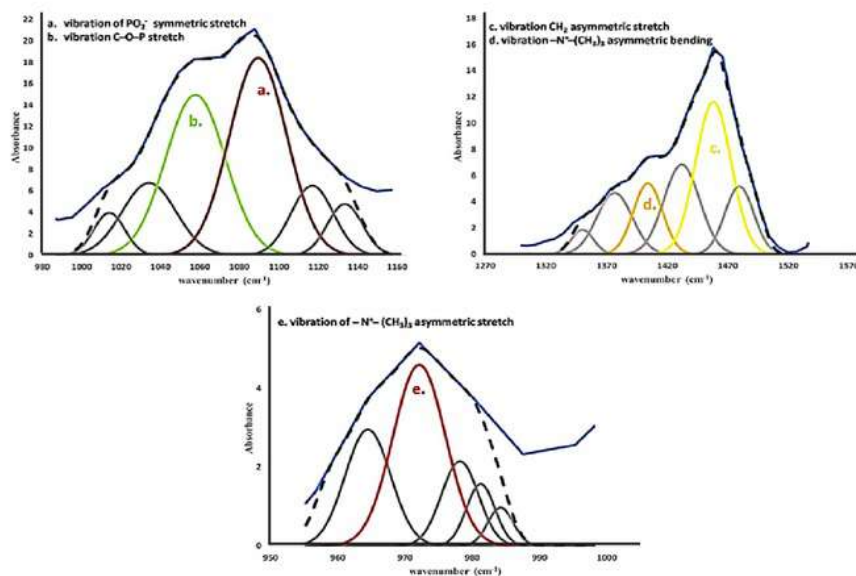 a. vibration of PO₂⁻ symmetric stretch
b. vibration C–O–P stretch
22
20
18
16
14
12
10
8
6
4
2
0
Absorbance
a.
b.
980 1000 1020 1040 1060 1080 1100 1120 1140 1160
wavenumber (cm⁻¹)
c. vibration CH₂ asymmetric stretch
d. vibration –N⁺–(CH₃)₃ asymmetric bending
18
16
14
12
10
8
6
4
2
0
Absorbance
c.
d.
1270 1320 1370 1420 1470 1520 1570
wavenumber (cm⁻¹)
e. vibration of – N⁺– (CH₃)₃ asymmetric stretch
6
4
2
0
Absorbance
e.
950 960 970 980 990 1000
wavenumber (cm⁻¹)